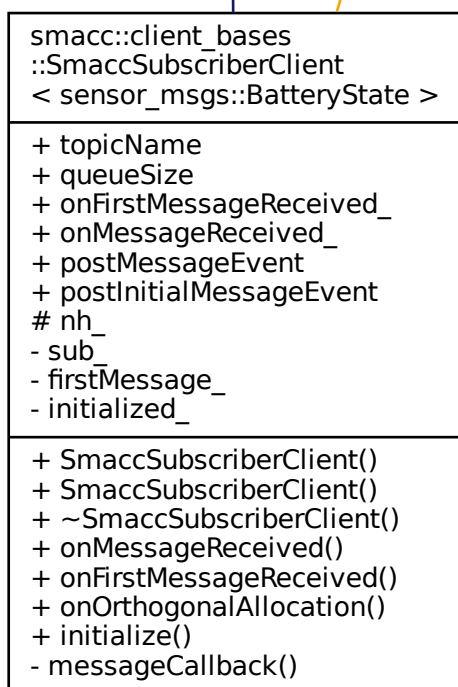 smacc::client_bases
::SmaccSubscriberClient
< sensor_msgs::BatteryState >
+ topicName
+ queueSize
+ onFirstMessageReceived_
+ onMessageReceived_
+ postMessageEvent
+ postInitialMessageEvent
# nh_
- sub_
- firstMessage_
- initialized_
+ SmaccSubscriberClient()
+ SmaccSubscriberClient()
+ ~SmaccSubscriberClient()
+ onMessageReceived()
+ onFirstMessageReceived()
+ onOrthogonalAllocation()
+ initialize()
- messageCallback()